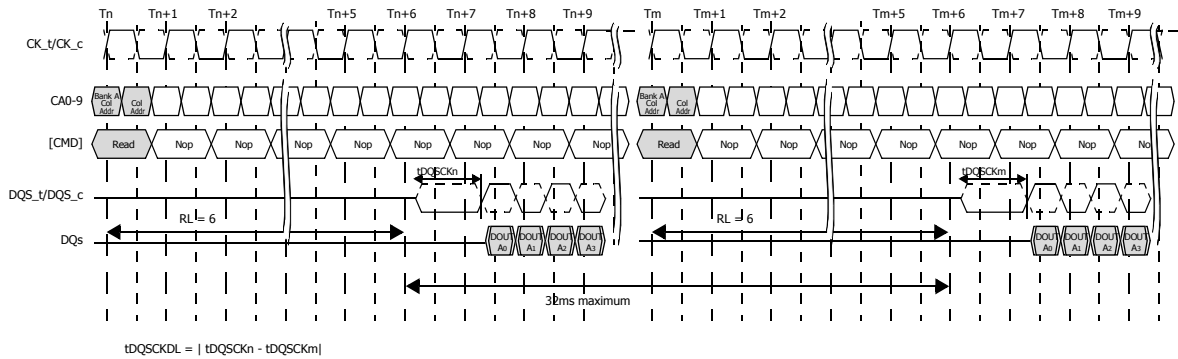 Tn Tn+1 Tn+2 Tn+5 Tn+6 Tn+7 Tn+8 Tn+9 Tm Tm+1 Tm+2 Tm+5 Tm+6 Tm+7 Tm+8 Tm+9
CK_t/CK_c
CA0-9
Bank A Col Addr
Col Addr
Bank A Col Addr
Col Addr
[CMD]
Read Nop Nop Nop Nop Nop Nop Nop Nop Read Nop Nop Nop Nop Nop Nop Nop
tDQSCKn tDQSCKm
DQS_t/DQS_c
RL = 6 RL = 6
DQs
DOUT A0 DOUT A1 DOUT A2 DOUT A3 DOUT A0 DOUT A1 DOUT A2 DOUT A3
32ms maximum
tDQSCKDL = | tDQSCKn - tDQSCKm|